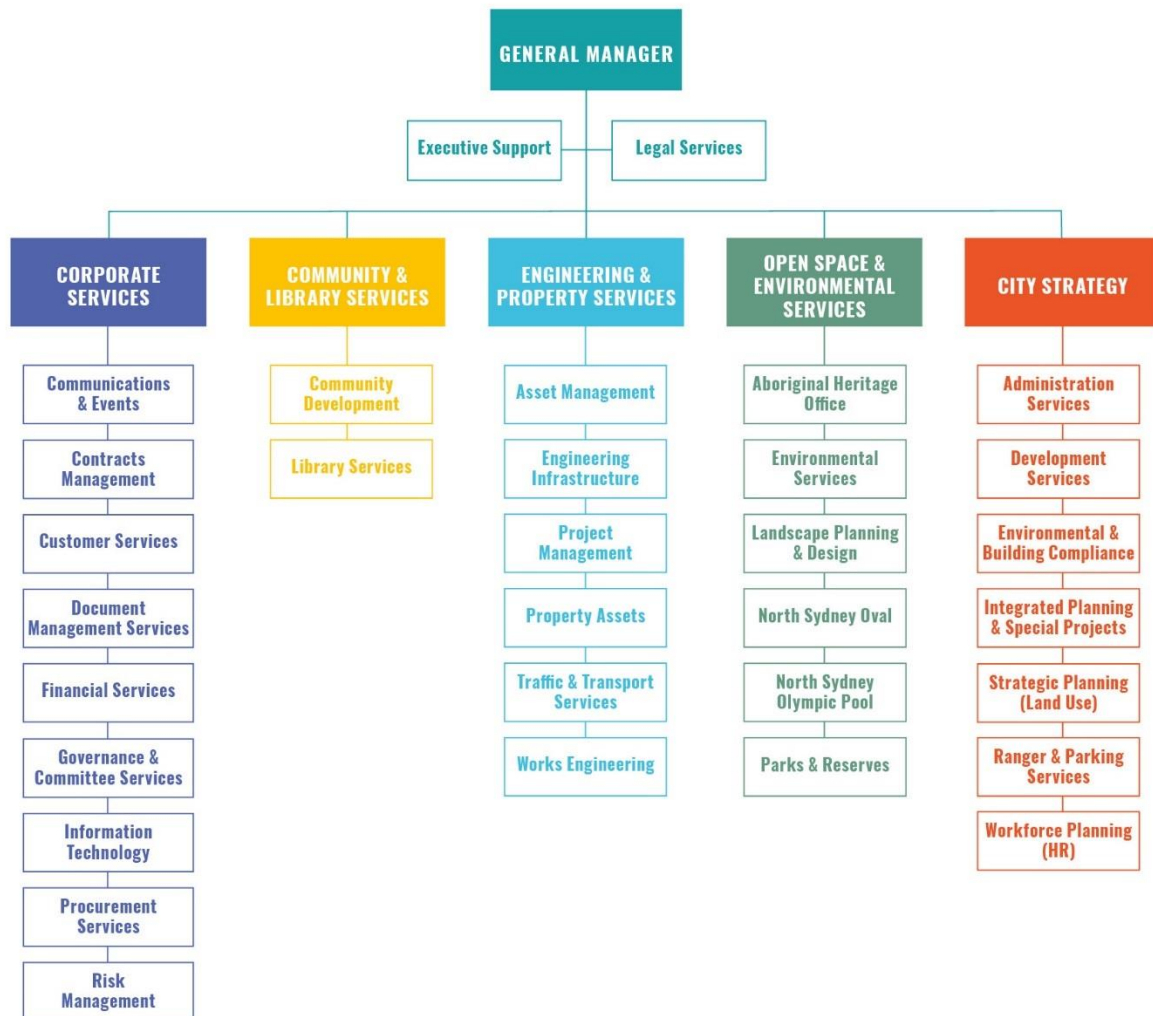 GENERAL MANAGER
Executive Support
Legal Services
CORPORATE
SERVICES
Communications
& Events
Contracts
Management
Customer Services
Document
Management Services
Financial Services
Governance &
Committee Services
Information
Technology
Procurement
Services
Risk
Management
COMMUNITY &
LIBRARY SERVICES
Community
Development
Library Services
ENGINEERING &
PROPERTY SERVICES
Asset Management
Engineering
Infrastructure
Project
Management
Property Assets
Traffic & Transport
Services
Works Engineering
OPEN SPACE &
ENVIRONMENTAL
SERVICES
Aboriginal Heritage
Office
Environmental
Services
Landscape Planning
& Design
North Sydney Oval
North Sydney
Olympic Pool
Parks & Reserves
CITY STRATEGY
Administration
Services
Development
Services
Environmental &
Building Compliance
Integrated Planning
& Special Projects
Strategic Planning
(Land Use)
Ranger & Parking
Services
Workforce Planning
(HR)